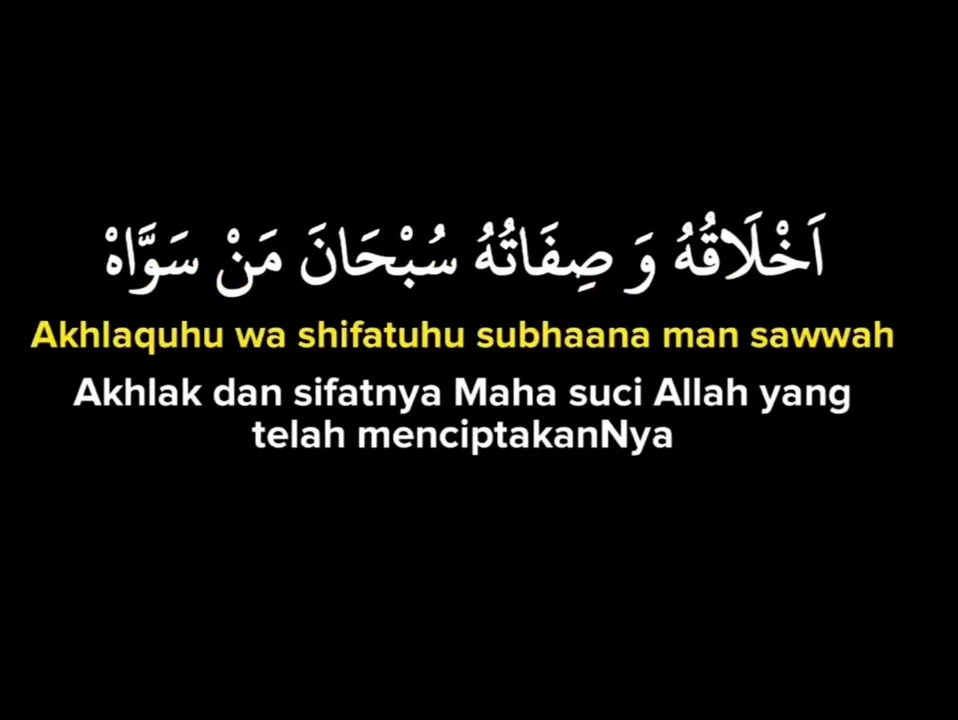 اَخْلَاقُهُ وَ صِفَاتُهُ سُبْحَانَ مَنْ سَوَّاهْ
Akhlaquhu wa shifatuhu subhaana man sawwah
Akhlak dan sifatnya Maha suci Allah yang
telah menciptakanNya